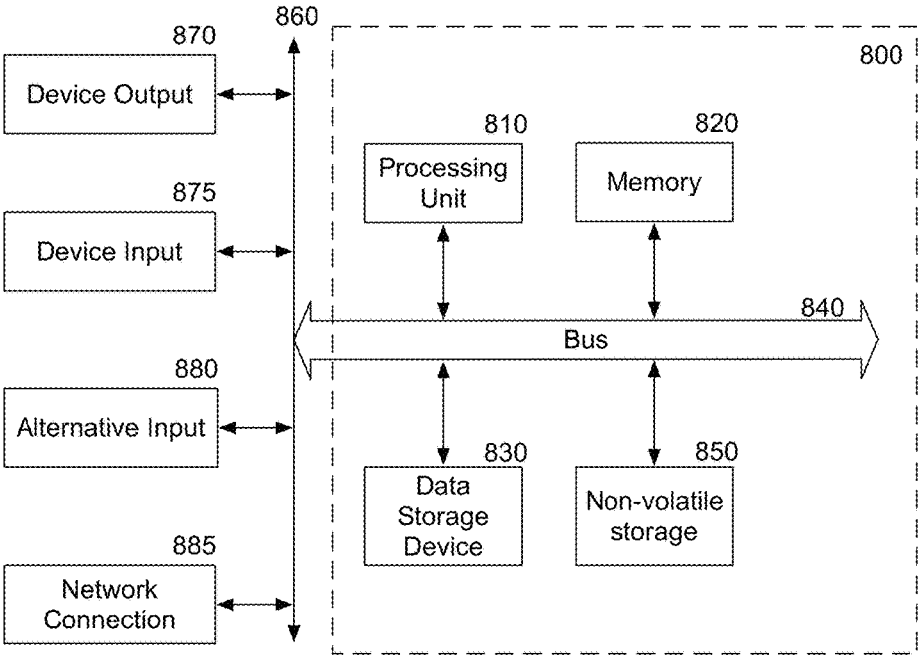 860
870
800
Device Output
810
820
Processing
Unit
Memory
875
Device Input
840
Bus
880
Alternative Input
830
850
Data
Storage
Device
Non-volatile
storage
885
Network
Connection